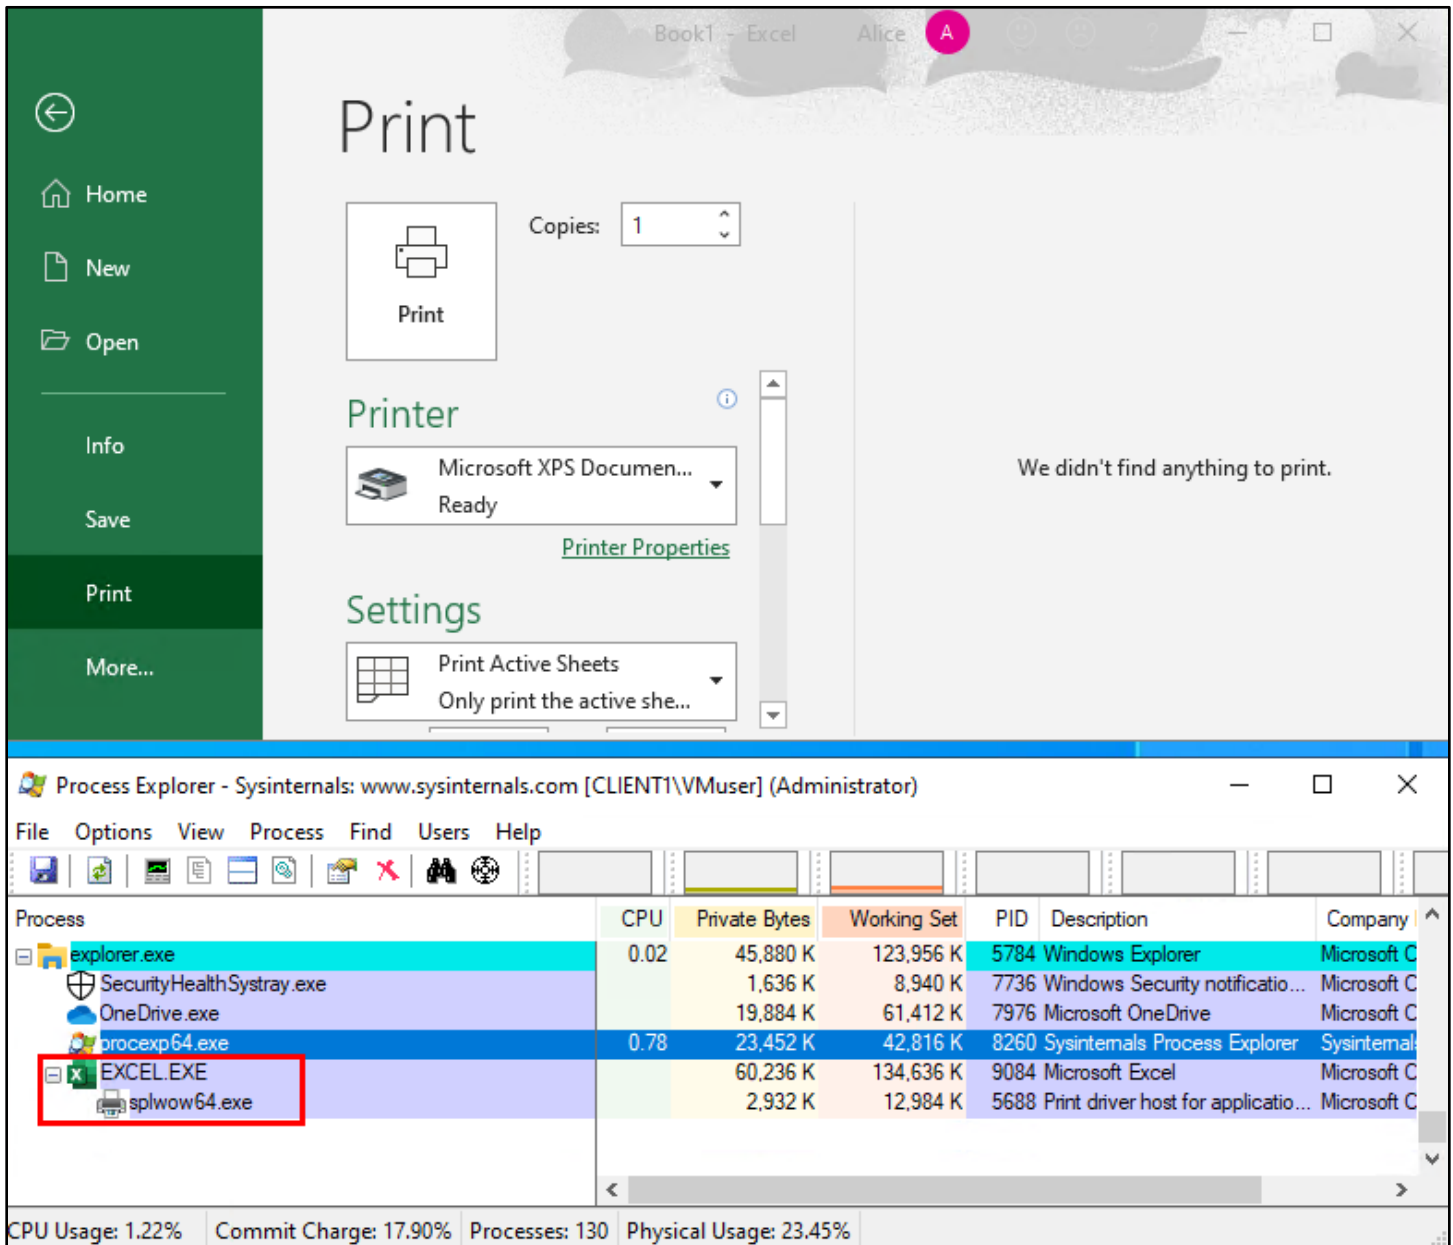 Book1 - Excel Alice A
Print
Home
New
Open
Info
Save
Print
More...
Copies: 1
Print
Printer
Microsoft XPS Documen...
Ready
Printer Properties
Settings
Print Active Sheets
Only print the active she...
We didn't find anything to print.
Process Explorer - Sysinternals: www.sysinternals.com [CLIENT1\VMuser] (Administrator)
File Options View Process Find Users Help
Process CPU Private Bytes Working Set PID Description Company
explorer.exe 0.02 45,880 K 123,956 K 5784 Windows Explorer Microsoft C
SecurityHealthSystray.exe 1,636 K 8,940 K 7736 Windows Security notificatio... Microsoft C
OneDrive.exe 19,884 K 61,412 K 7976 Microsoft OneDrive Microsoft C
procexp64.exe 0.78 23,452 K 42,816 K 8260 Sysinternals Process Explorer Sysinternals
EXCEL.EXE 60,236 K 134,636 K 9084 Microsoft Excel Microsoft C
splwow64.exe 2,932 K 12,984 K 5688 Print driver host for applicatio... Microsoft C
CPU Usage: 1.22% Commit Charge: 17.90% Processes: 130 Physical Usage: 23.45%